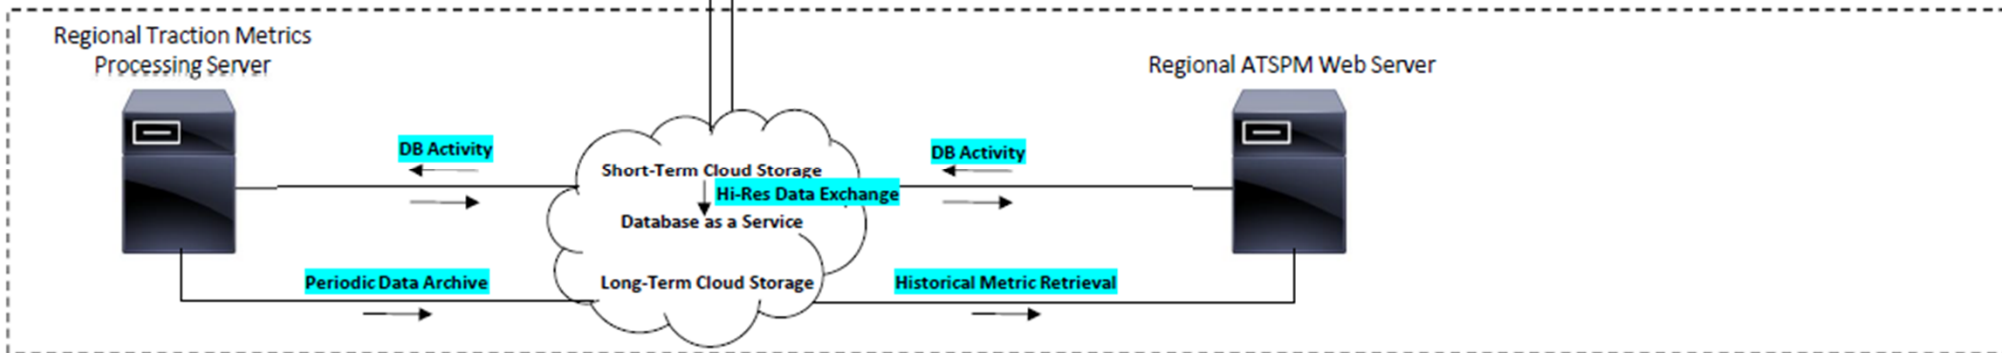 Regional Traction Metrics
Processing Server
Regional ATSPM Web Server
DB Activity
DB Activity
Short-Term Cloud Storage
Hi-Res Data Exchange
Database as a Service
Periodic Data Archive
Long-Term Cloud Storage
Historical Metric Retrieval